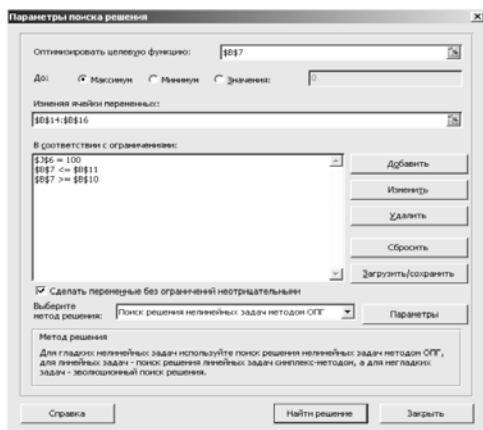 Параметры поиска решения
Оптимизировать целевую функцию: $B$7
До: Максимум Минимум Значения: 0
Изменяя ячейки переменных:
$B$14:$B$16
В соответствии с ограничениями:
$J$6 = 100
$B$7 <= $B$11
$B$7 >= $B$10
Добавить
Изменить
Удалить
Сбросить
Загрузить/сохранить
Сделать переменные без ограничений неотрицательными
Выберите
метод решения: Поиск решения нелинейных задач методом ОПГ Параметры
Метод решения
Для гладких нелинейных задач используйте поиск решения нелинейных задач методом ОПГ,
для линейных задач - поиск решения линейных задач симплекс-методом, а для негладких
задач - эволюционный поиск решения.
Справка Найти решение Закрыть